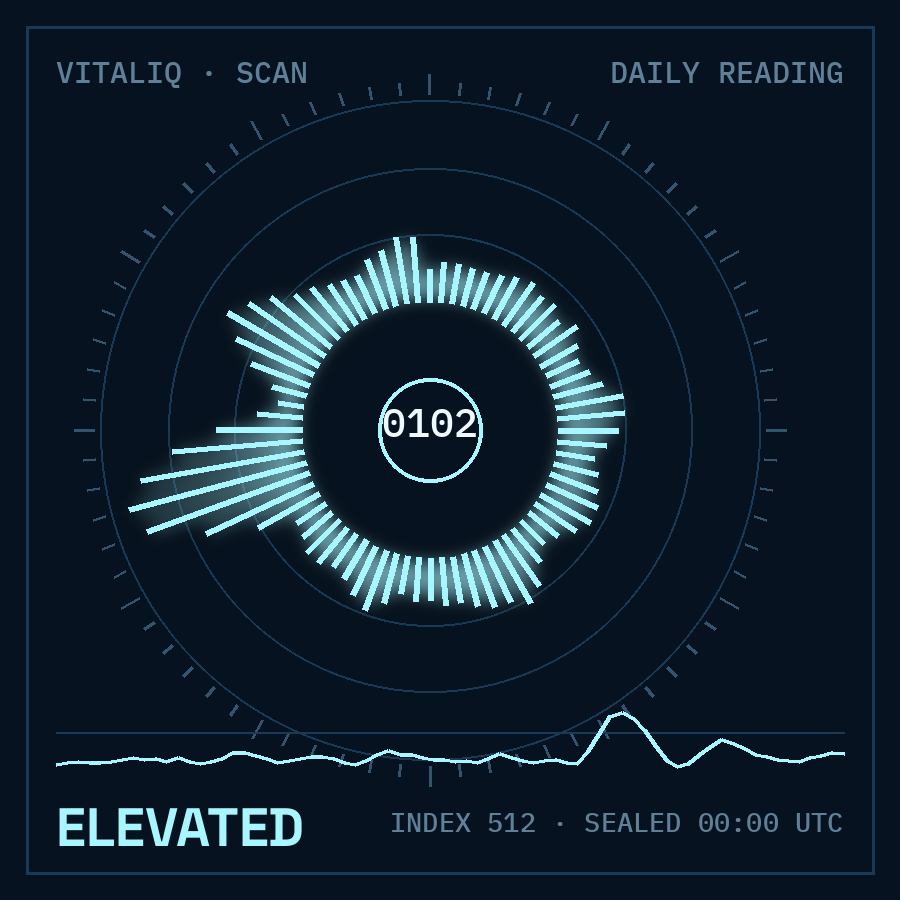 VITALIQ · SCAN
DAILY READING
0102
ELEVATED
INDEX 512 · SEALED 00:00 UTC